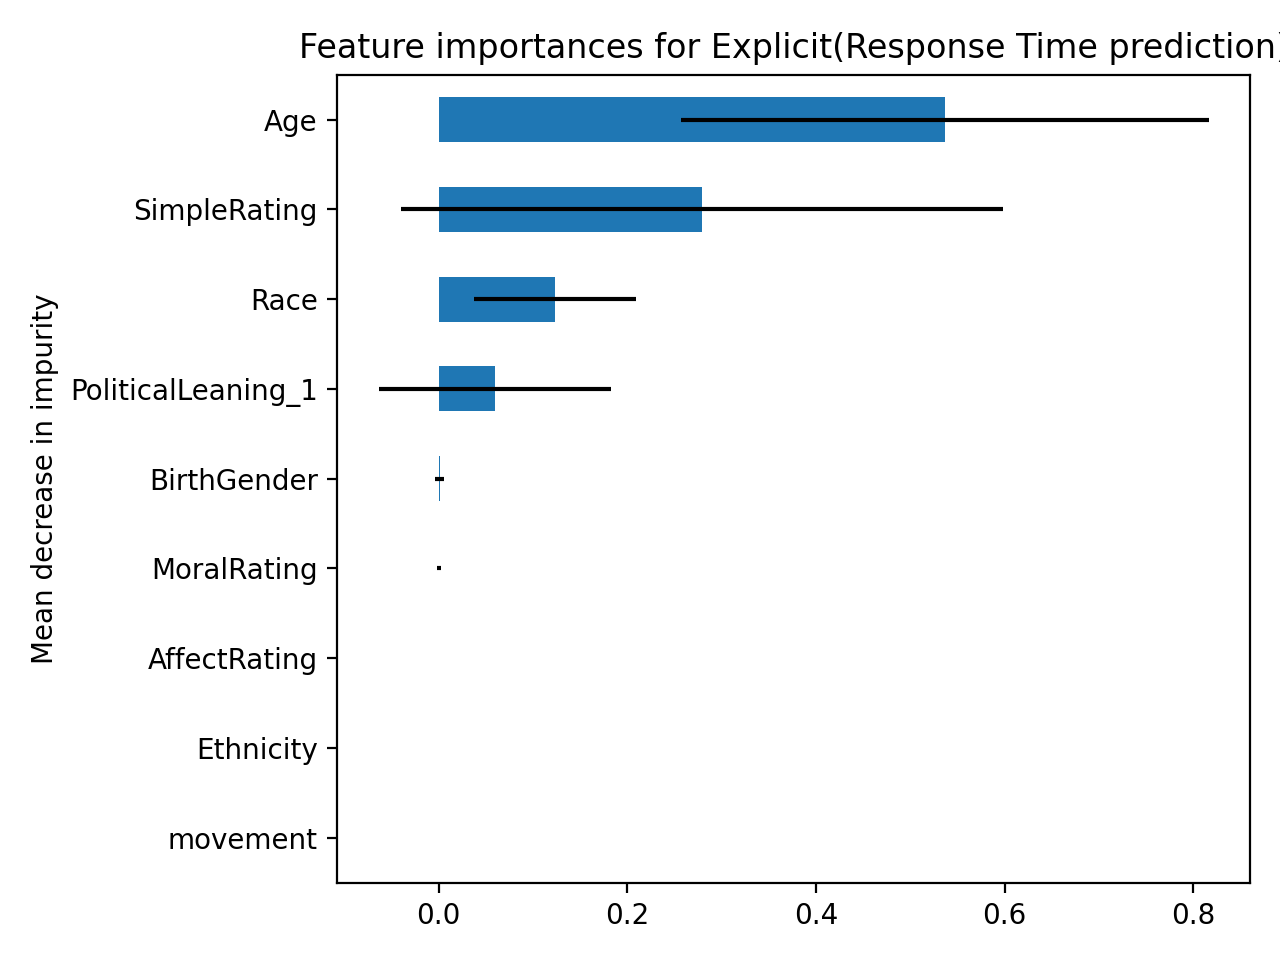 Feature importances for Explicit(Response Time prediction)
Age
SimpleRating
Race
PoliticalLeaning_1
BirthGender
MoralRating
AffectRating
Ethnicity
movement
Mean decrease in impurity
0.0 0.2 0.4 0.6 0.8